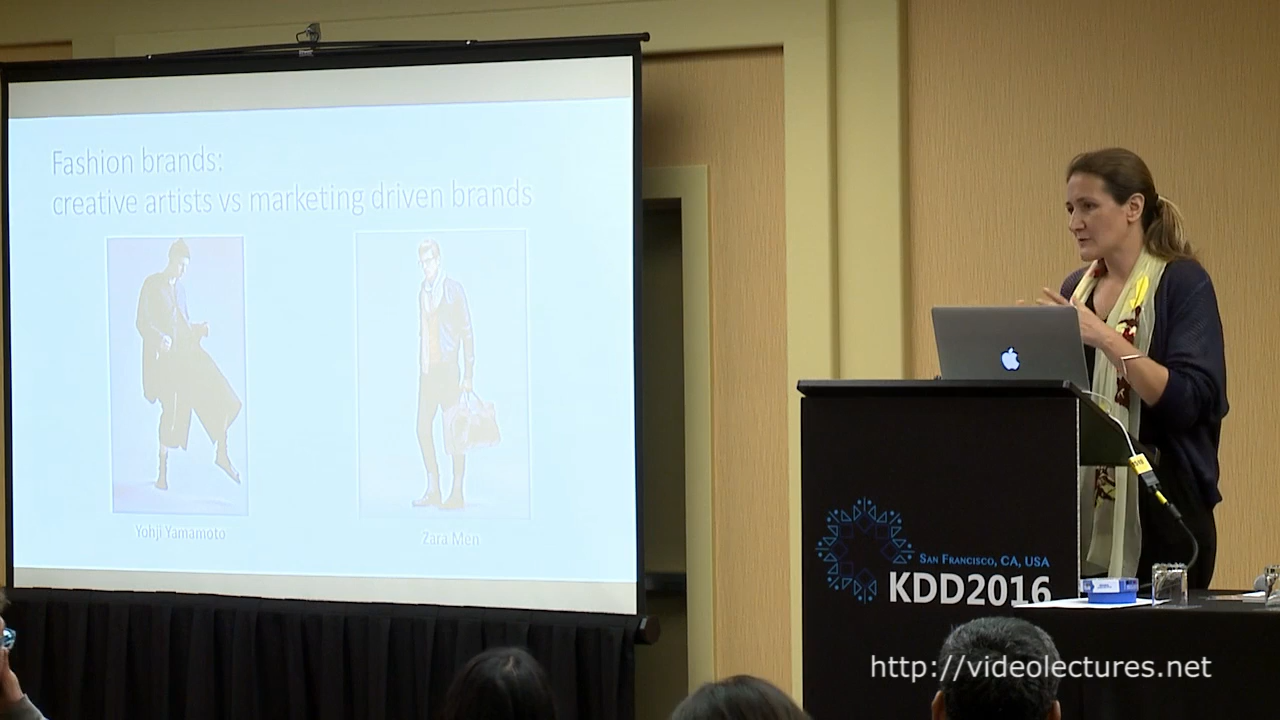 Fashion brands:
creative artists vs marketing driven brands
Yohji Yamamoto
Zara Men
SAN FRANCISCO, CA, USA
KDD2016
http://videolectures.net